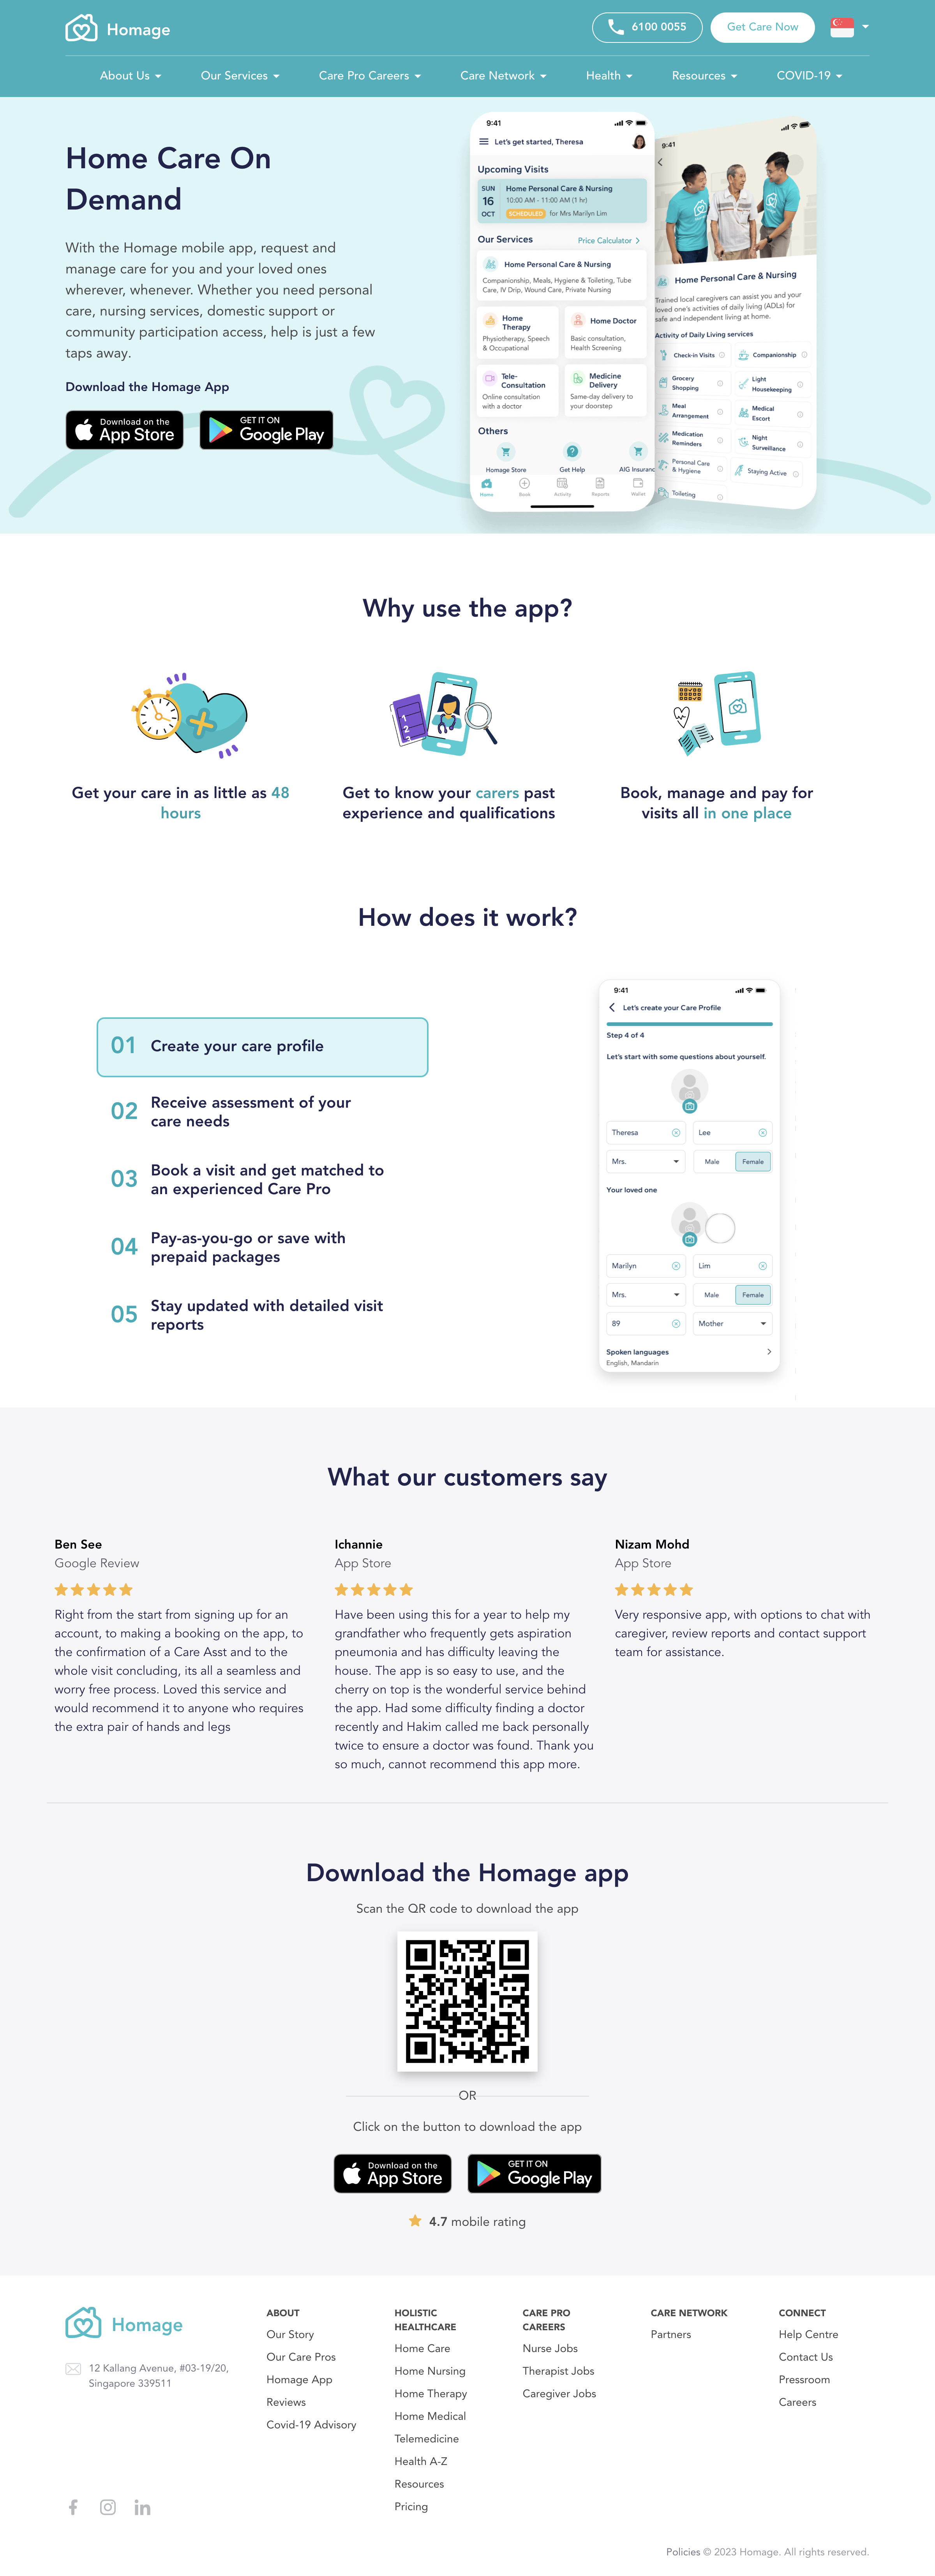 Homage
6100 0055
Get Care Now
About Us
Our Services
Care Pro Careers
Care Network
Health
Resources
COVID-19
Home Care On
Demand
With the Homage mobile app, request and
manage care for you and your loved ones
wherever, whenever. Whether you need personal
care, nursing services, domestic support or
community participation access, help is just a few
taps away.
Download the Homage App
Download on the
App Store
GET IT ON
Google Play
9:41
Let's get started, Theresa
Upcoming Visits
SUN
16
OCT
Home Personal Care & Nursing
10:00 AM - 11:00 AM (1 hr)
SCHEDULED for Mrs Marilyn Lim
Our Services
Price Calculator
Home Personal Care & Nursing
Companionship, Meals, Hygiene & Toileting, Tube
Care, IV Drip, Wound Care, Private Nursing
Home
Therapy
Physiotherapy, Speech
& Occupational
Home Doctor
Basic consultation,
Health Screening
Tele-
Consultation
Online consultation
with a doctor
Medicine
Delivery
Same-day delivery to
your doorstep
Others
Homage Store
Get Help
AIG Insuranc
Home
Book
Activity
Reports
Wallet
9:41
Home Personal Care & Nursing
Trained local caregivers can assist you and your
loved one's activities of daily living (ADLs) for
safe and independent living at home.
Activity of Daily Living services
Check-in Visits
Companionship
Grocery
Shopping
Light
Housekeeping
Meal
Arrangement
Medical
Escort
Medication
Reminders
Night
Surveillance
Personal Care
& Hygiene
Staying Active
Toileting
Why use the app?
Get your care in as little as 48
hours
1
2
3
Get to know your carers past
experience and qualifications
Book, manage and pay for
visits all in one place
How does it work?
01 Create your care profile
02 Receive assessment of your
care needs
03 Book a visit and get matched to
an experienced Care Pro
04 Pay-as-you-go or save with
prepaid packages
05 Stay updated with detailed visit
reports
9:41
Let's create your Care Profile
Step 4 of 4
Let's start with some questions about yourself.
Theresa
Lee
Mrs.
Male
Female
Your loved one
Marilyn
Lim
Mrs.
Male
Female
89
Mother
Spoken languages
English, Mandarin
What our customers say
Ben See
Google Review
Right from the start from signing up for an
account, to making a booking on the app, to
the confirmation of a Care Asst and to the
whole visit concluding, its all a seamless and
worry free process. Loved this service and
would recommend it to anyone who requires
the extra pair of hands and legs
Ichannie
App Store
Have been using this for a year to help my
grandfather who frequently gets aspiration
pneumonia and has difficulty leaving the
house. The app is so easy to use, and the
cherry on top is the wonderful service behind
the app. Had some difficulty finding a doctor
recently and Hakim called me back personally
twice to ensure a doctor was found. Thank you
so much, cannot recommend this app more.
Nizam Mohd
App Store
Very responsive app, with options to chat with
caregiver, review reports and contact support
team for assistance.
Download the Homage app
Scan the QR code to download the app
OR
Click on the button to download the app
Download on the
App Store
GET IT ON
Google Play
4.7 mobile rating
Homage
12 Kallang Avenue, #03-19/20,
Singapore 339511
ABOUT
Our Story
Our Care Pros
Homage App
Reviews
Covid-19 Advisory
HOLISTIC
HEALTHCARE
Home Care
Home Nursing
Home Therapy
Home Medical
Telemedicine
Health A-Z
Resources
Pricing
CARE PRO
CAREERS
Nurse Jobs
Therapist Jobs
Caregiver Jobs
CARE NETWORK
Partners
CONNECT
Help Centre
Contact Us
Pressroom
Careers
Policies © 2023 Homage. All rights reserved.